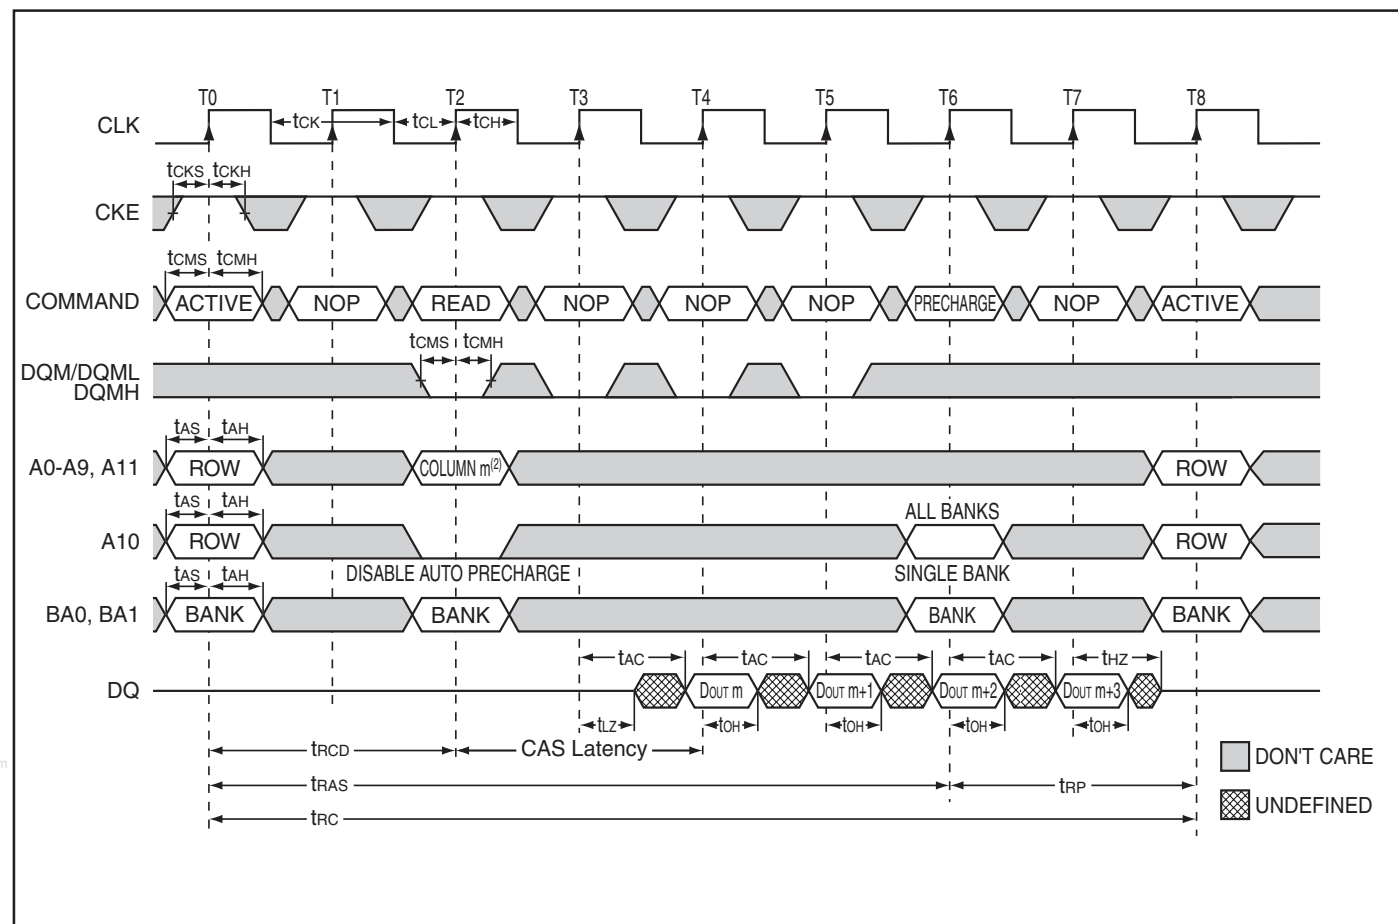 T0 T1 T2 T3 T4 T5 T6 T7 T8
CLK
tCK tCL tCH
tCKS tCKH
CKE
tCMS tCMH
COMMAND ACTIVE NOP READ NOP NOP NOP PRECHARGE NOP ACTIVE
tCMS tCMH
DQM/DQML
DQMH
tAS tAH
A0-A9, A11 ROW COLUMN m(2) ROW
tAS tAH
ALL BANKS
A10 ROW ROW
DISABLE AUTO PRECHARGE SINGLE BANK
tAS tAH
BA0, BA1 BANK BANK BANK BANK
tAC tAC tAC tAC tHZ
DQ DOUT m DOUT m+1 DOUT m+2 DOUT m+3
tLZ tOH tOH tOH tOH
tRCD CAS Latency
tRAS tRP
tRC
DON'T CARE
UNDEFINED